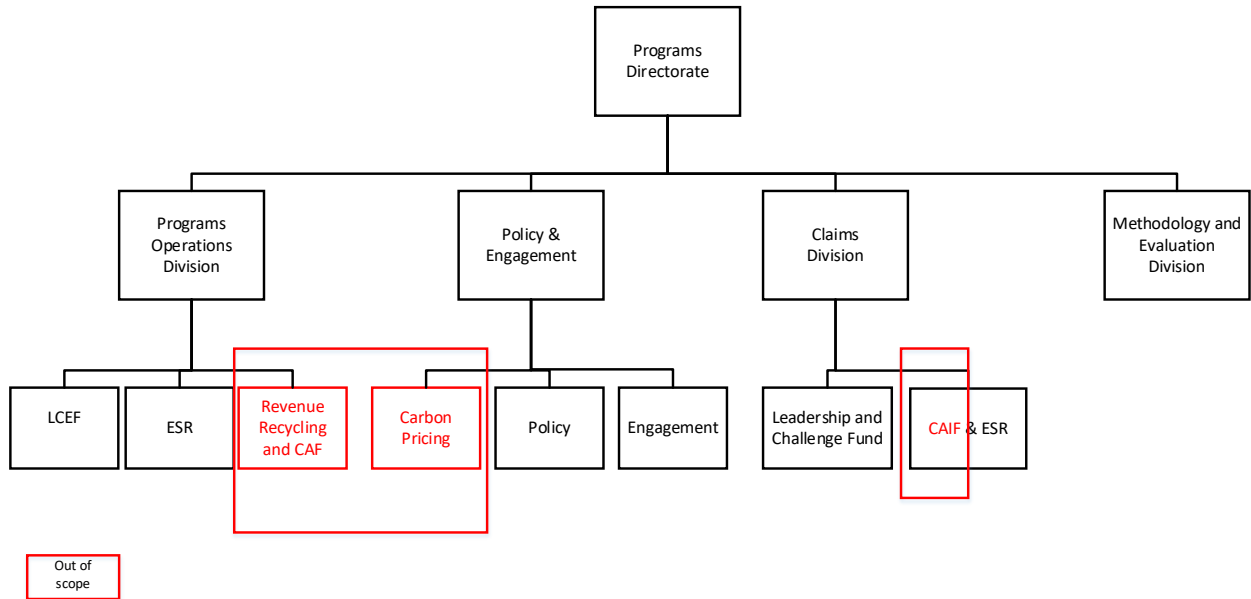 Programs
Directorate
Programs
Operations
Division
Policy &
Engagement
Claims
Division
Methodology and
Evaluation
Division
LCEF
ESR
Revenue
Recycling
and CAF
Carbon
Pricing
Policy
Engagement
Leadership and
Challenge Fund
CAIF & ESR
Out of
scope